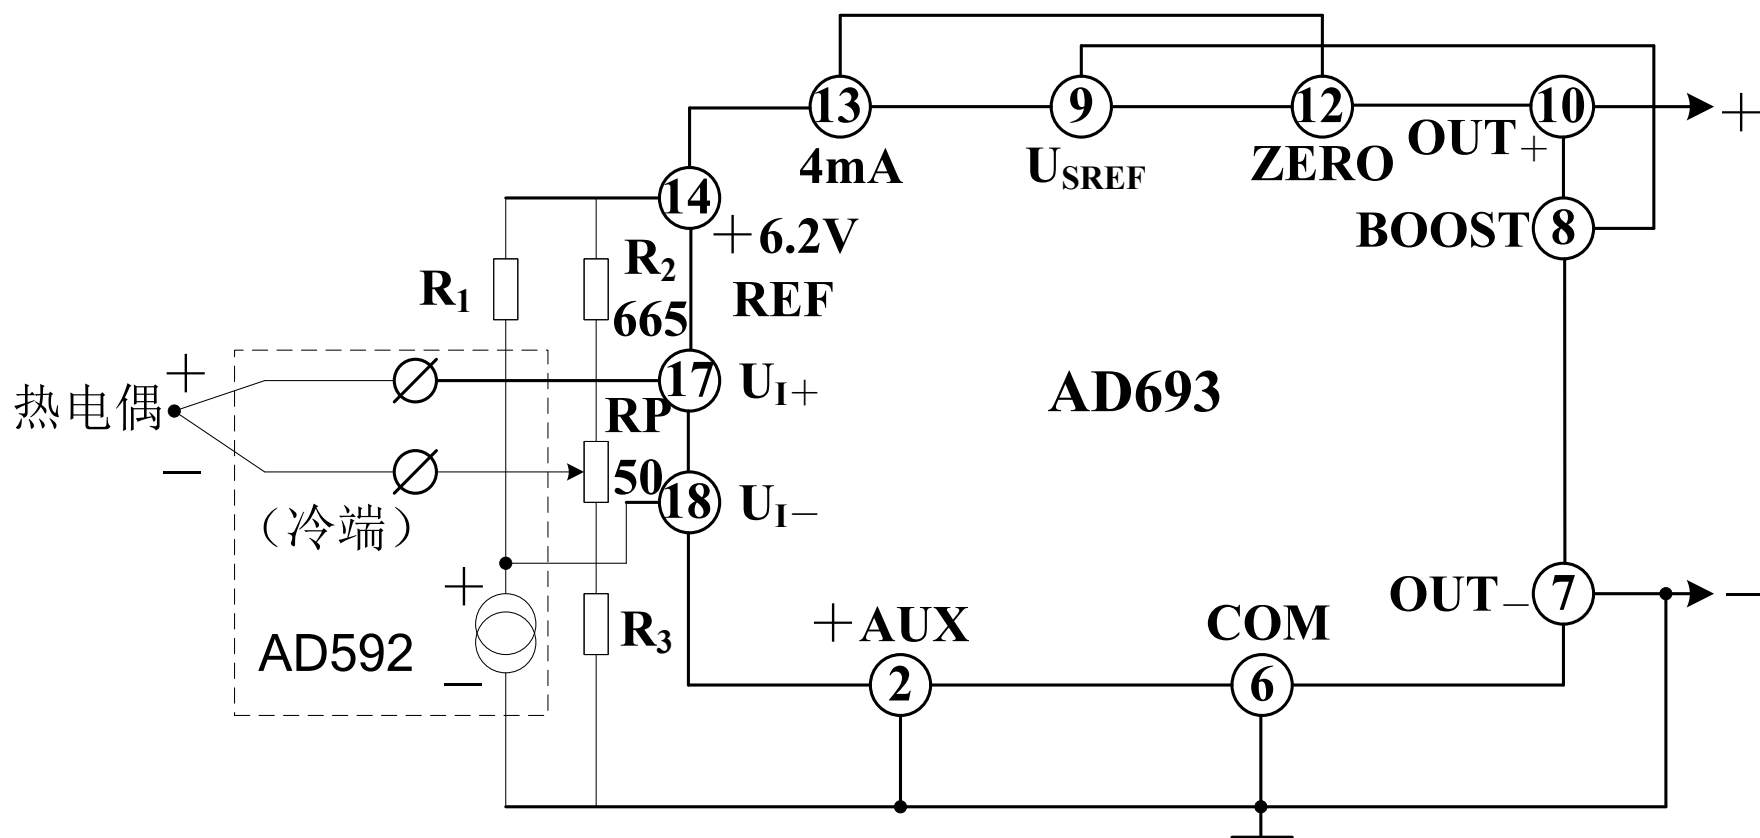 13
9
12
10
+
4mA
USREF
ZERO
OUT+
14
+6.2V
REF
BOOST
8
R1
R2
665
热电偶
+
−
17
UI+
RP
50
AD693
18
UI−
（冷端）
+
AD592
−
R3
+AUX
COM
OUT−
7
−
2
6